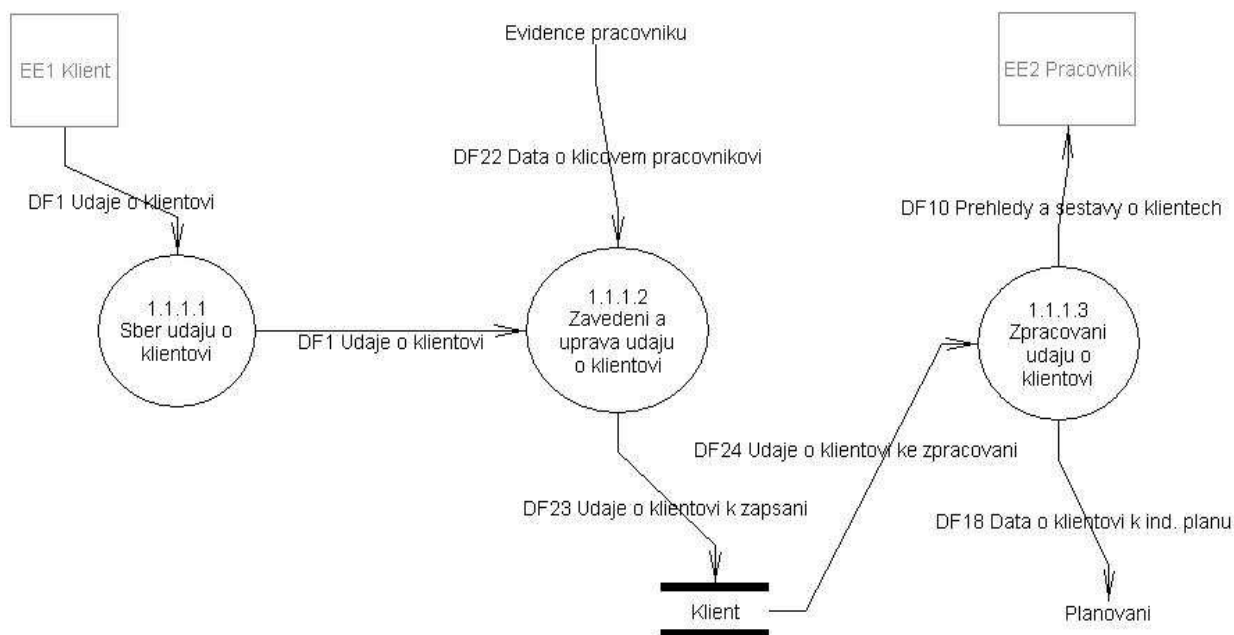 Evidence pracovniku
EE1 Klient
EE2 Pracovnik
DF22 Data o klicovem pracovnikovi
DF1 Udaje o klientovi
DF10 Prehledy a sestavy o klientech
1.1.1.1
Sber udaju o
klientovi
DF1 Udaje o klientovi
1.1.1.2
Zavedeni a
uprava udaju
o klientovi
1.1.1.3
Zpracovani
udaju o
klientovi
DF24 Udaje o klientovi ke zpracovani
DF23 Udaje o klientovi k zapsani
DF18 Data o klientovi k ind. planu
Klient
Planovani